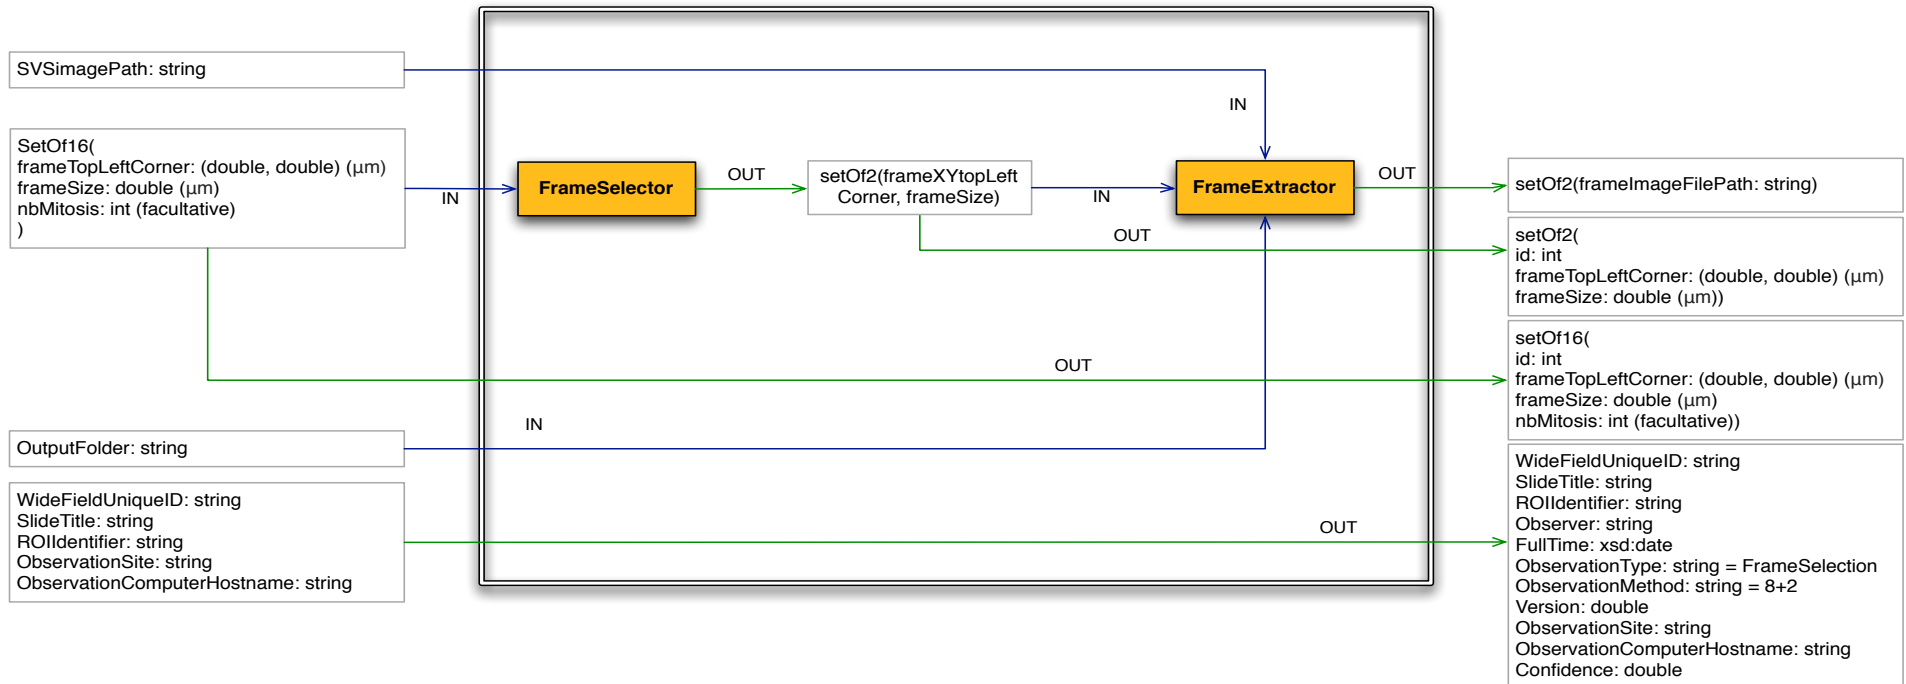 SVSimagePath: string
IN
SetOf16(
frameTopLeftCorner: (double, double) (μm)
frameSize: double (μm)
nbMitosis: int (facultative)
)
IN
FrameSelector
OUT
setOf2(frameXYtopLeft
Corner, frameSize)
IN
FrameExtractor
OUT
setOf2(frameImageFilePath: string)
OUT
setOf2(
id: int
frameTopLeftCorner: (double, double) (μm)
frameSize: double (μm))
OUT
setOf16(
id: int
frameTopLeftCorner: (double, double) (μm)
frameSize: double (μm)
nbMitosis: int (facultative))
OutputFolder: string
IN
WideFieldUniqueID: string
SlideTitle: string
ROIIdentifier: string
ObservationSite: string
ObservationComputerHostname: string
OUT
WideFieldUniqueID: string
SlideTitle: string
ROIIdentifier: string
Observer: string
FullTime: xsd:date
ObservationType: string = FrameSelection
ObservationMethod: string = 8+2
Version: double
ObservationSite: string
ObservationComputerHostname: string
Confidence: double